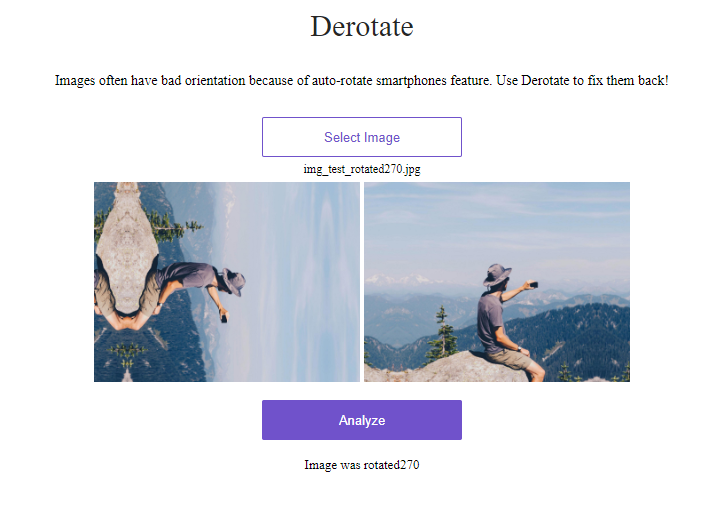 Derotate
Images often have bad orientation because of auto-rotate smartphones feature. Use Derotate to fix them back!
Select Image
img_test_rotated270.jpg
Analyze
Image was rotated270